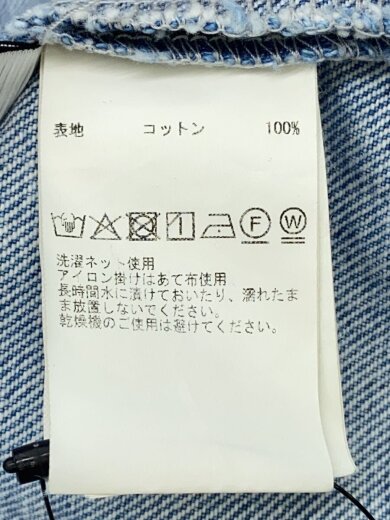 表地 コットン 100%
F W
洗濯ネット使用
アイロン掛けはあて布使用
長時間水に漬けておいたり、濡れたま
ま放置しないでください。
乾燥機のご使用は避けてください。